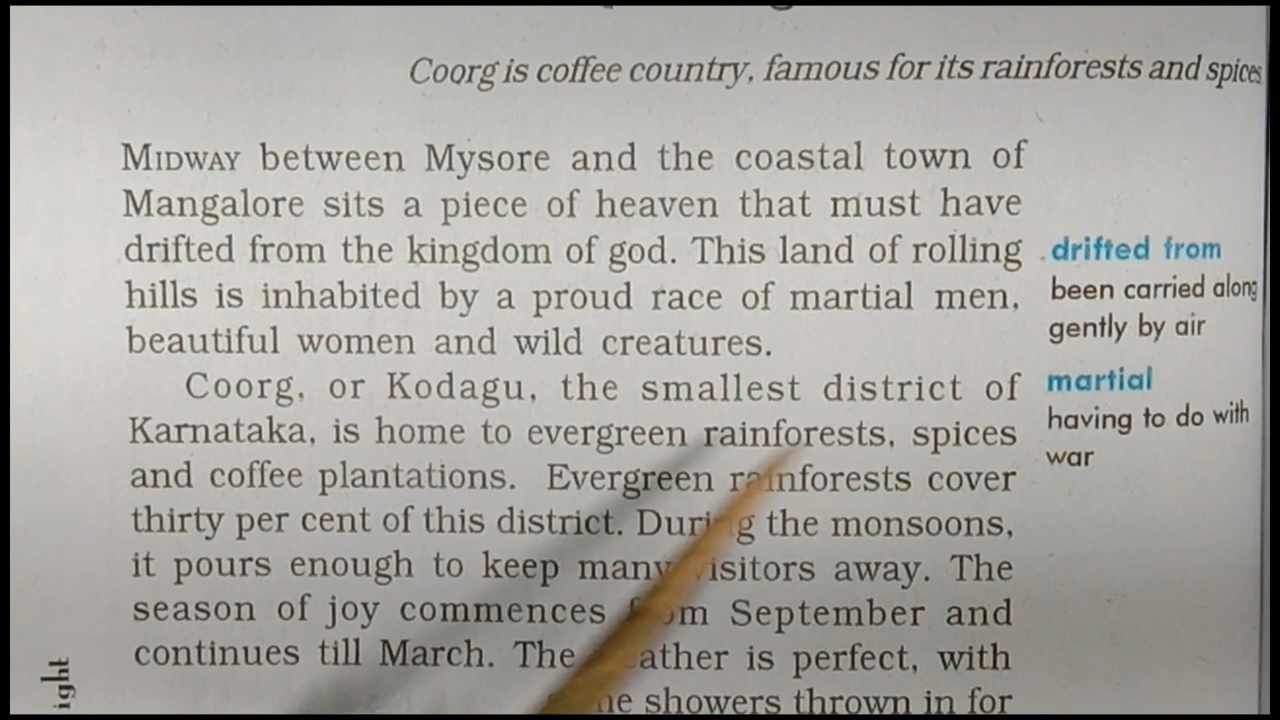 Coorg is coffee country, famous for its rainforests and spices
MIDWAY between Mysore and the coastal town of
Mangalore sits a piece of heaven that must have
drifted from the kingdom of god. This land of rolling
hills is inhabited by a proud race of martial men,
beautiful women and wild creatures.
Coorg, or Kodagu, the smallest district of
Karnataka, is home to evergreen rainforests, spices
and coffee plantations. Evergreen rainforests cover
thirty per cent of this district. During the monsoons,
it pours enough to keep many visitors away. The
season of joy commences from September and
continues till March. The weather is perfect, with
showers thrown in for
drifted from
been carried along
gently by air
martial
having to do with
war
ight